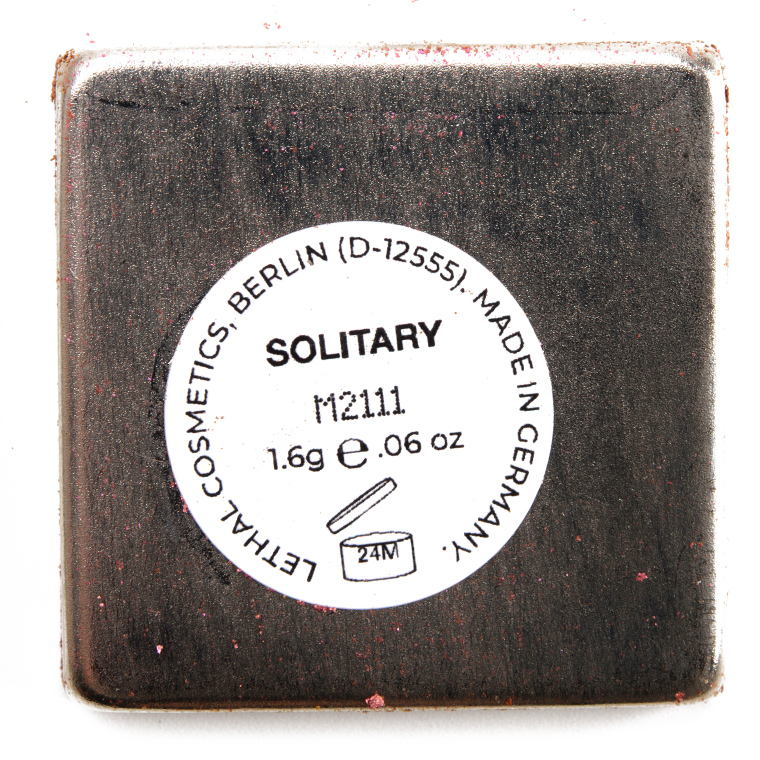 LETHAL COSMETICS, BERLIN (D-12555). MADE IN GERMANY.
SOLITARY
M2111
1.6g ℮ .06 oz
24M